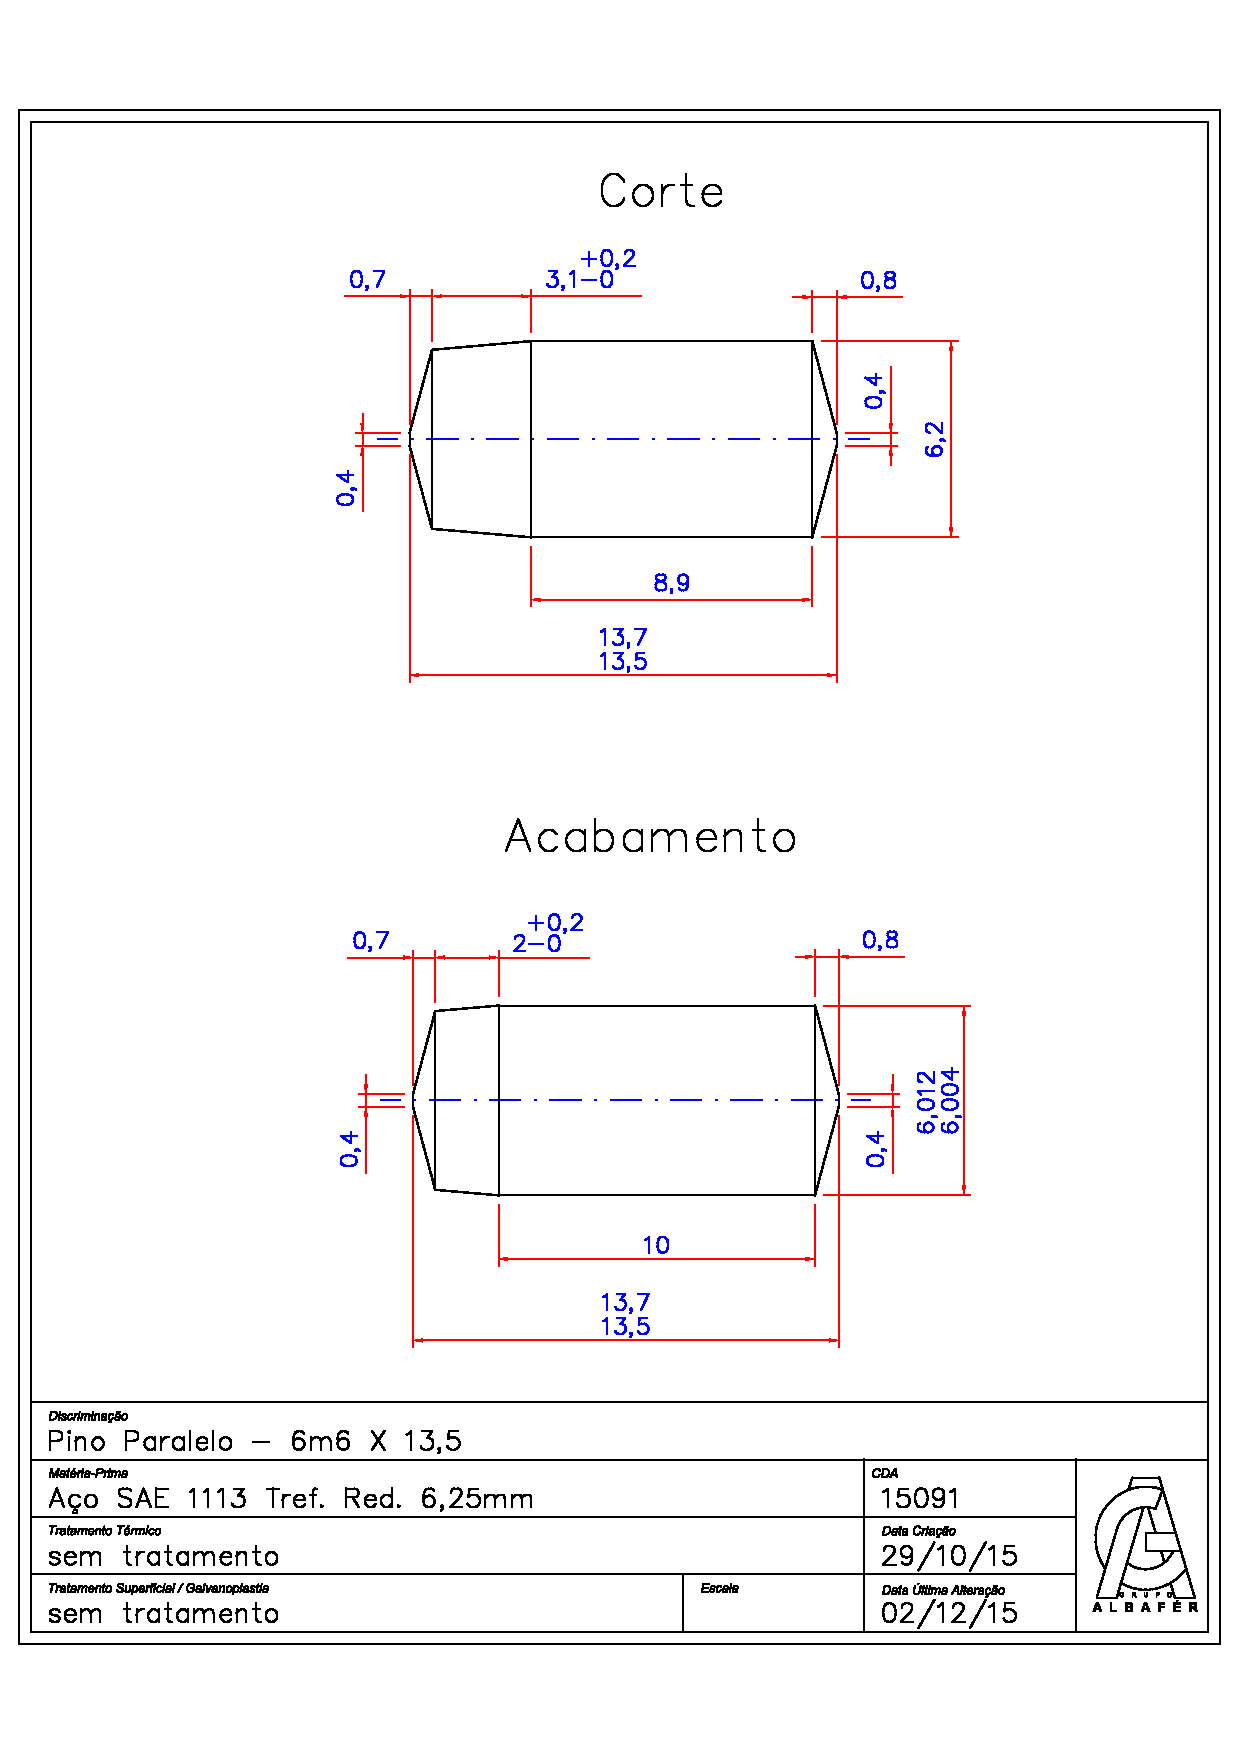 Corte
+0,2
0,7 3,1-0 0,8
0,4
6,2
0,4
8,9
13,7
13,5
Acabamento
+0,2
0,7 2-0 0,8
6,012
6,004
0,4 0,4
10
13,7
13,5
Discriminação
Pino Paralelo - 6m6 X 13,5
Matéria-Prima CDA
Aço SAE 1113 Tref. Red. 6,25mm 15091
Tratamento Térmico Data Criação
sem tratamento 29/10/15
Tratamento Superficial / Galvanoplastia Escala Data Última Alteração
sem tratamento 02/12/15
GRUPO
ALBAFÉR